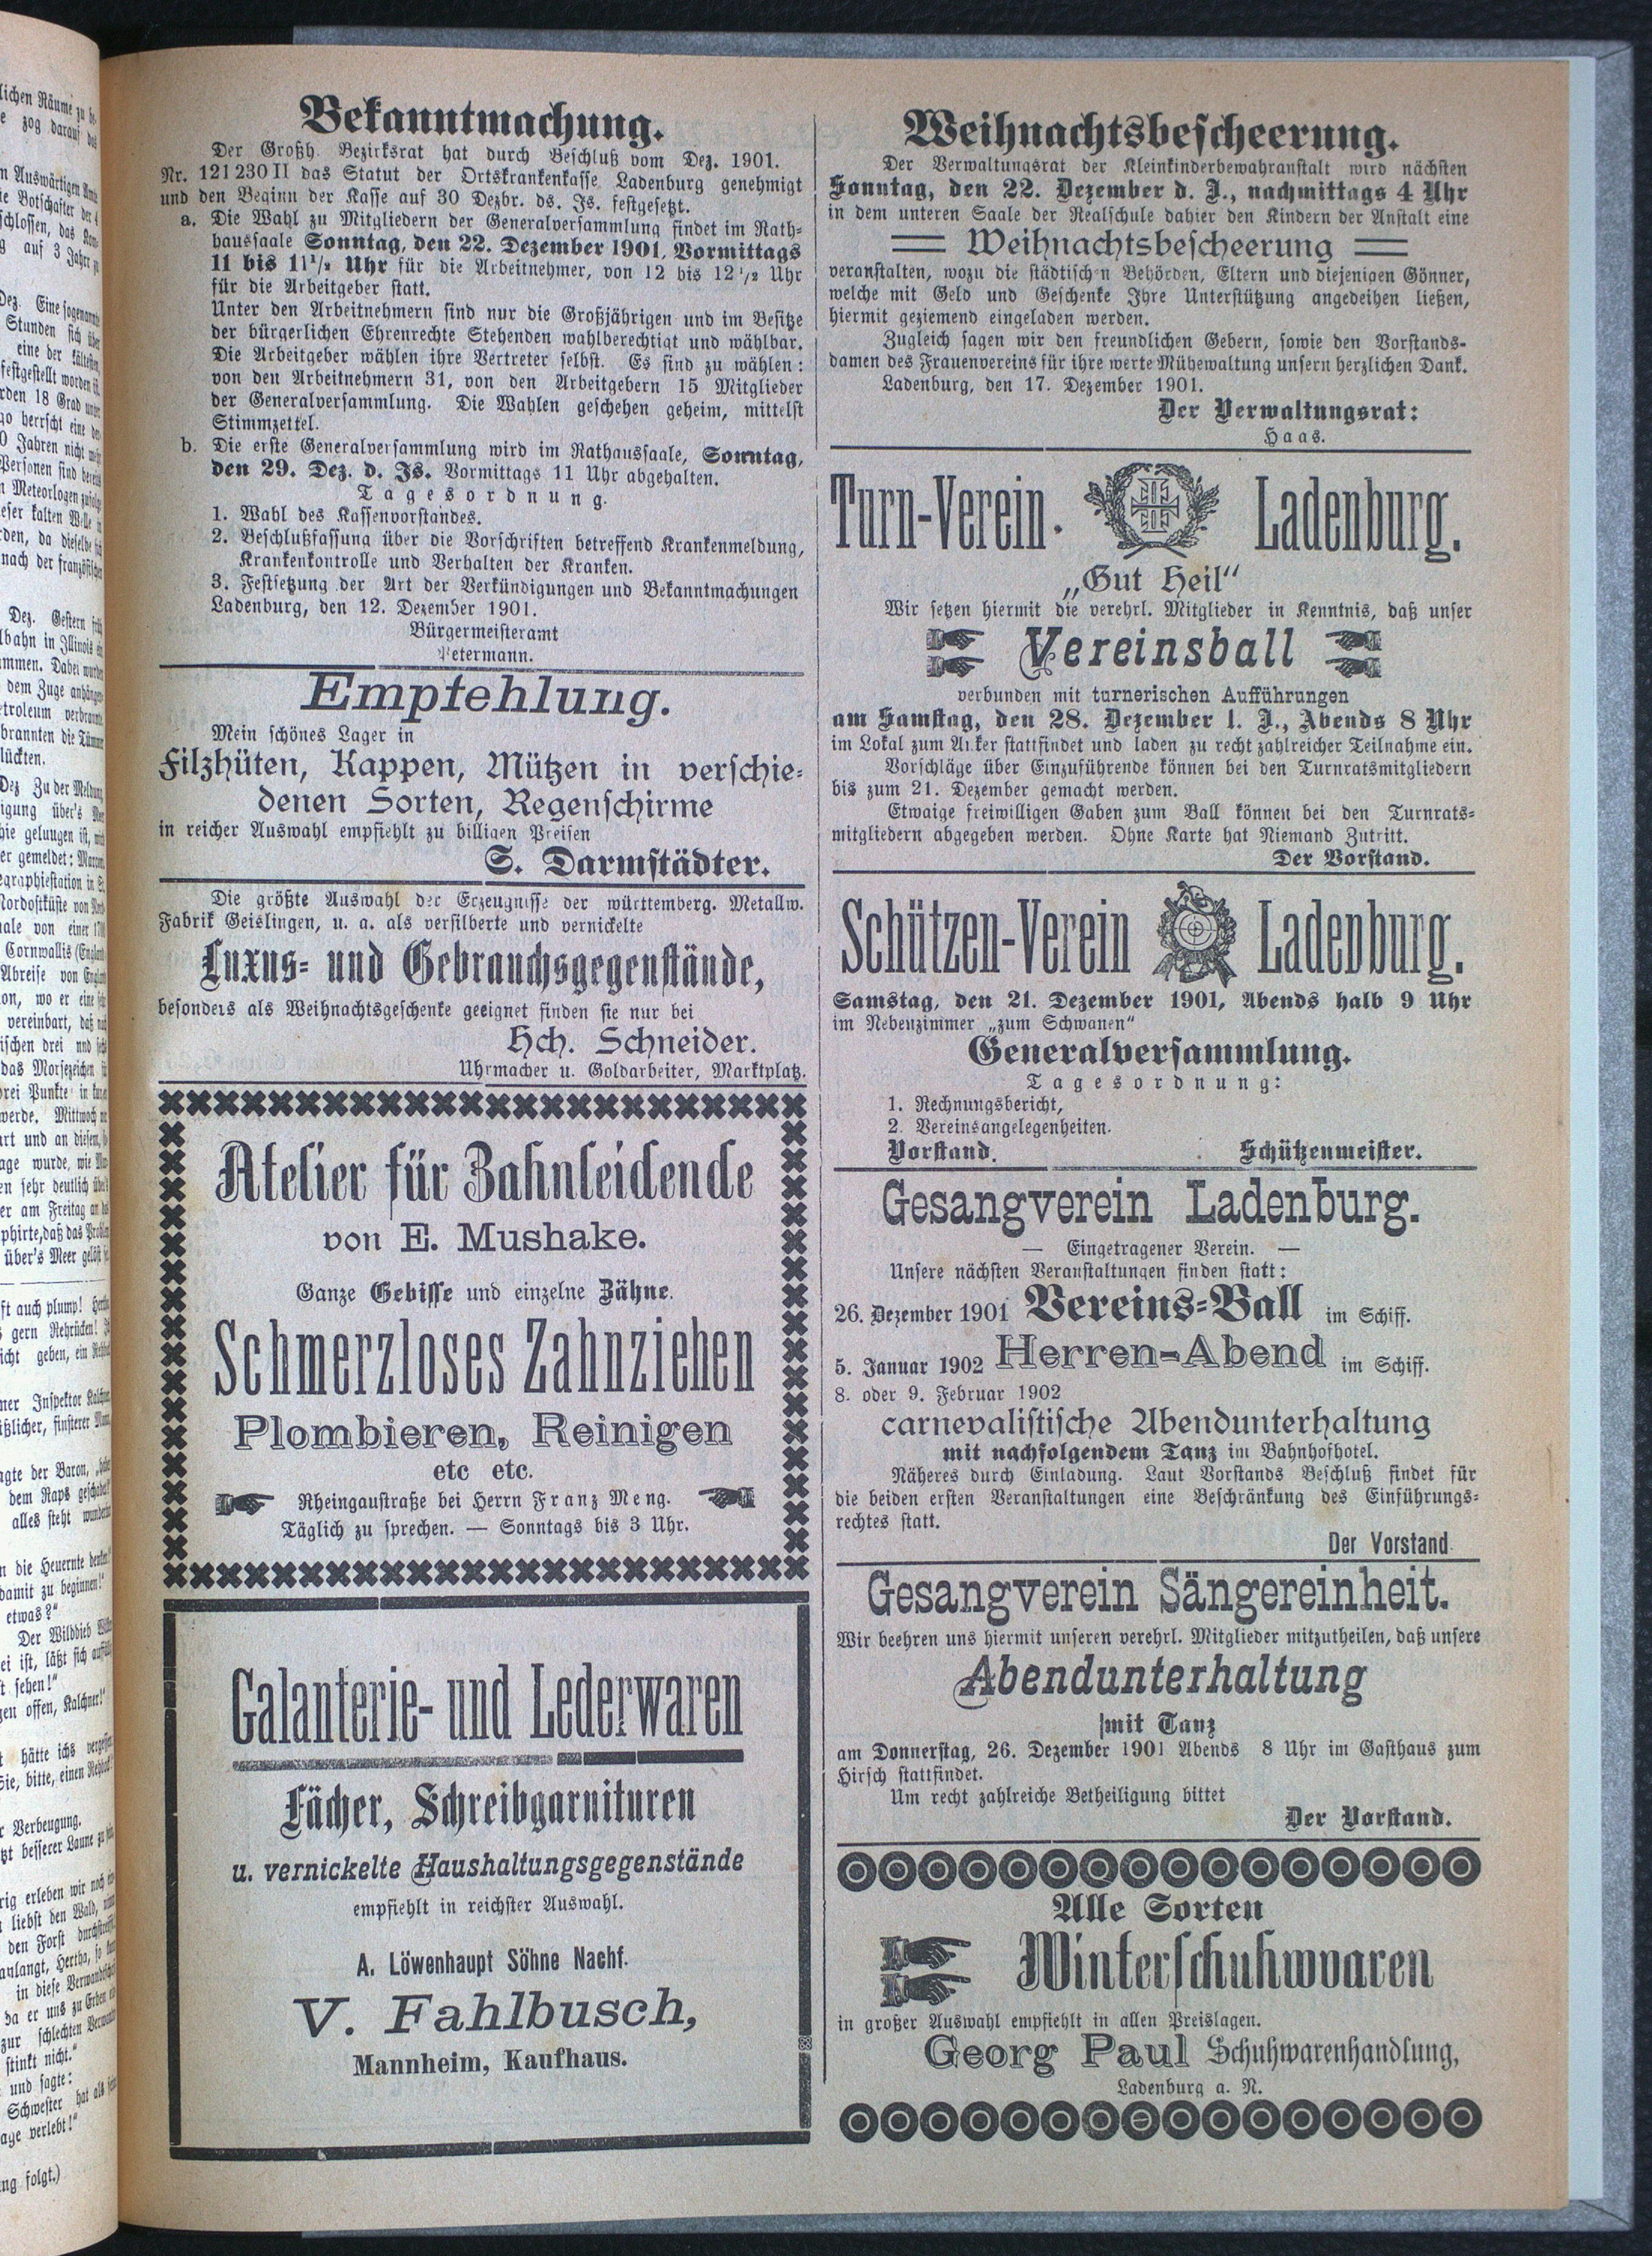 Bekanntmachung.
Der Großh. Bezirksrat hat durch Beschluß vom Dez. 1901.
Nr. 121 230 II das Statut der Ortskrankenkasse Ladenburg genehmigt
und den Beginn der Kasse auf 30 Dezbr. ds. Js. festgesetzt.
a. Die Wahl zu Mitgliedern der Generalversammlung findet im Rath-
haussaale Sonntag, den 22. Dezember 1901, Vormittags
11 bis 11 1/2 Uhr für die Arbeitnehmer, von 12 bis 12 1/2 Uhr
für die Arbeitgeber statt.
Unter den Arbeitnehmern sind nur die Großjährigen und im Besitze
der bürgerlichen Ehrenrechte Stehenden wahlberechtigt und wählbar.
Die Arbeitgeber wählen ihre Vertreter selbst. Es sind zu wählen:
von den Arbeitnehmern 31, von den Arbeitgebern 15 Mitglieder
der Generalversammlung. Die Wahlen geschehen geheim, mittelst
Stimmzettel.
b. Die erste Generalversammlung wird im Rathaussaale, Sonntag,
den 29. Dez. d. Js. Vormittags 11 Uhr abgehalten.
Tagesordnung.
1. Wahl des Kassenvorstandes.
2. Beschlußfassung über die Vorschriften betreffend Krankenmeldung,
Krankenkontrolle und Verhalten der Kranken.
3. Festsetzung der Art der Verkündigungen und Bekanntmachungen
Ladenburg, den 12. Dezember 1901.
Bürgermeisteramt
Petermann.
Empfehlung.
Mein schönes Lager in
Filzhüten, Kappen, Mützen in verschie-
denen Sorten, Regenschirme
in reicher Auswahl empfiehlt zu billigen Preisen
S. Darmstädter.
Die größte Auswahl der Erzeugnisse der württemberg. Metallw.
Fabrik Geislingen, u. a. als versilberte und vernickelte
Luxus- und Gebrauchsgegenstände,
besonders als Weihnachtsgeschenke geeignet finden sie nur bei
Hch. Schneider.
Uhrmacher u. Goldarbeiter, Marktplatz.
Atelier für Zahnleidende
von E. Mushake.
Ganze Gebisse und einzelne Zähne.
Schmerzloses Zahnziehen
Plombieren, Reinigen
etc etc.
Rheingaustraße bei Herrn Franz Meng.
Täglich zu sprechen. — Sonntags bis 3 Uhr.
Galanterie- und Lederwaren
Fächer, Schreibgarnituren
u. vernickelte Haushaltungsgegenstände
empfiehlt in reichster Auswahl.
A. Löwenhaupt Söhne Nachf.
V. Fahlbusch,
Mannheim, Kaufhaus.
Weihnachtsbescheerung.
Der Verwaltungsrat der Kleinkinderbewahranstalt wird nächsten
Sonntag, den 22. Dezember d. J., nachmittags 4 Uhr
in dem unteren Saale der Realschule dahier den Kindern der Anstalt eine
Weihnachtsbescheerung
veranstalten, wozu die städtischen Behörden, Eltern und diejenigen Gönner,
welche mit Geld und Geschenke Ihre Unterstützung angedeihen ließen,
hiermit geziemend eingeladen werden.
Zugleich sagen wir den freundlichen Gebern, sowie den Vorstands-
damen des Frauenvereins für ihre werte Mühewaltung unsern herzlichen Dank.
Ladenburg, den 17. Dezember 1901.
Der Verwaltungsrat:
Haas.
Turn-Verein. Ladenburg.
„Gut Heil“
Wir setzen hiermit die verehrl. Mitglieder in Kenntnis, daß unser
Vereinsball
verbunden mit turnerischen Aufführungen
am Samstag, den 28. Dezember l. J., Abends 8 Uhr
im Lokal zum Anker stattfindet und laden zu recht zahlreicher Teilnahme ein.
Vorschläge über Einzuführende können bei den Turnratsmitgliedern
bis zum 21. Dezember gemacht werden.
Etwaige freiwilligen Gaben zum Ball können bei den Turnrats-
mitgliedern abgegeben werden. Ohne Karte hat Niemand Zutritt.
Der Vorstand.
Schützen-Verein Ladenburg.
Samstag, den 21. Dezember 1901, Abends halb 9 Uhr
im Nebenzimmer „zum Schwanen“
Generalversammlung.
Tagesordnung:
1. Rechnungsbericht,
2. Vereinsangelegenheiten.
Vorstand. Schützenmeister.
Gesangverein Ladenburg.
— Eingetragener Verein. —
Unsere nächsten Veranstaltungen finden statt:
26. Dezember 1901 Vereins-Ball im Schiff.
5. Januar 1902 Herren-Abend im Schiff.
8. oder 9. Februar 1902
carnevalistische Abendunterhaltung
mit nachfolgendem Tanz im Bahnhofhotel.
Näheres durch Einladung. Laut Vorstands Beschluß findet für
die beiden ersten Veranstaltungen eine Beschränkung des Einführungs-
rechtes statt.
Der Vorstand
Gesangverein Sängereinheit.
Wir beehren uns hiermit unseren verehrl. Mitglieder mitzutheilen, daß unsere
Abendunterhaltung
mit Tanz
am Donnerstag, 26. Dezember 1901 Abends 8 Uhr im Gasthaus zum
Hirsch stattfindet.
Um recht zahlreiche Betheiligung bittet
Der Vorstand.
Alle Sorten
Winterschuhwaren
in großer Auswahl empfiehlt in allen Preislagen.
Georg Paul Schuhwarenhandlung,
Ladenburg a. N.